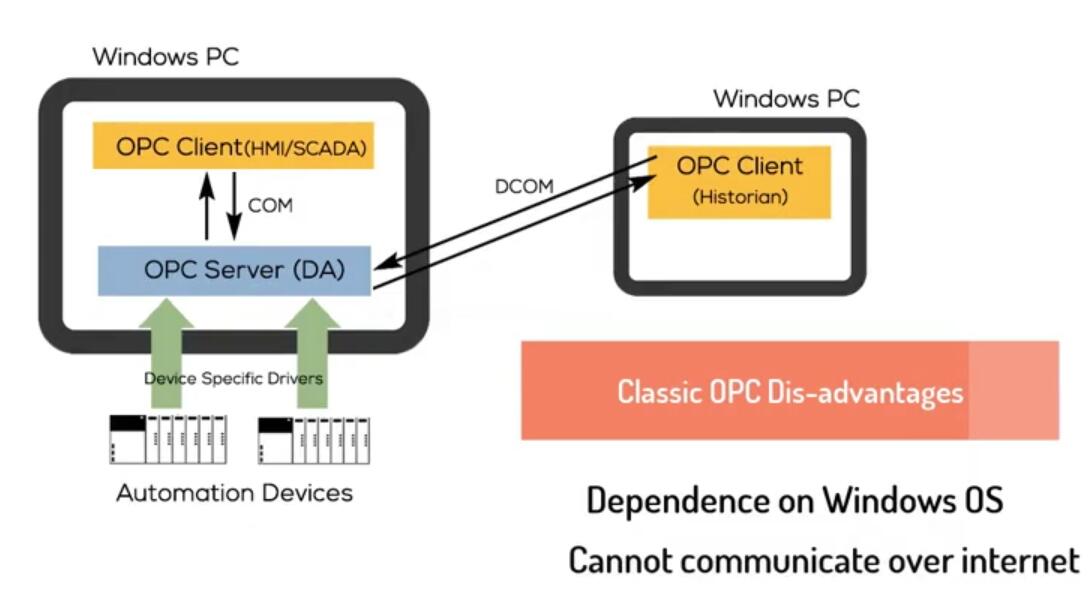 Windows PC
OPC Client(HMI/SCADA)
COM
OPC Server (DA)
Device Specific Drivers
Automation Devices
DCOM
Windows PC
OPC Client
(Historian)
Classic OPC Dis-advantages
Dependence on Windows OS
Cannot communicate over internet